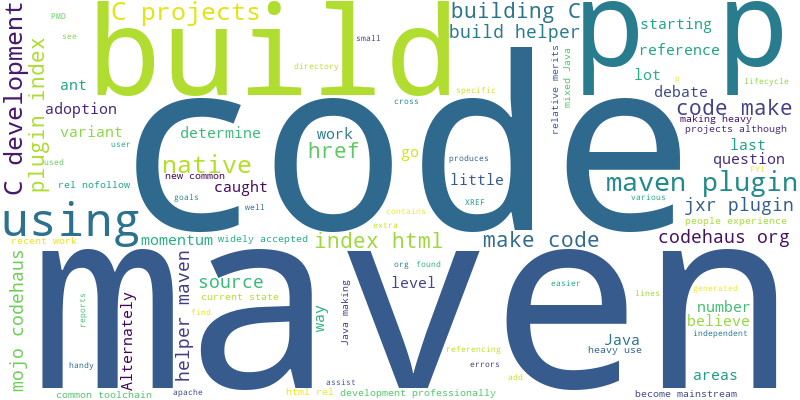 C projects
build
p p
building C
build helper
PMD
see
small
directory
starting
reference
C development
plugin index
ant
adoption
variant
user
used
rel nofollow
determine
native
new common
goals
caught
well
code
cross
specific
work
href
go
produces
little
XREF
contains
extra
relative merits
mixed Java
lot
p
lifecycle
debate
code make
making heavy
projects although
last
question
FYI
maven plugin
various
jxr plugin
people experience
codehaus org
using
recent work
momentum
widely accepted
index html
make code
maven
mojo codehaus
reports
handy
common toolchain
Alternately
helper maven
apache
source
current state
find
html rel
way
assist
Java making
development professionally
level
org found
referencing
errors
add
easier
Java
heavy use
lines
generated
number
believe
independent
areas
become mainstream